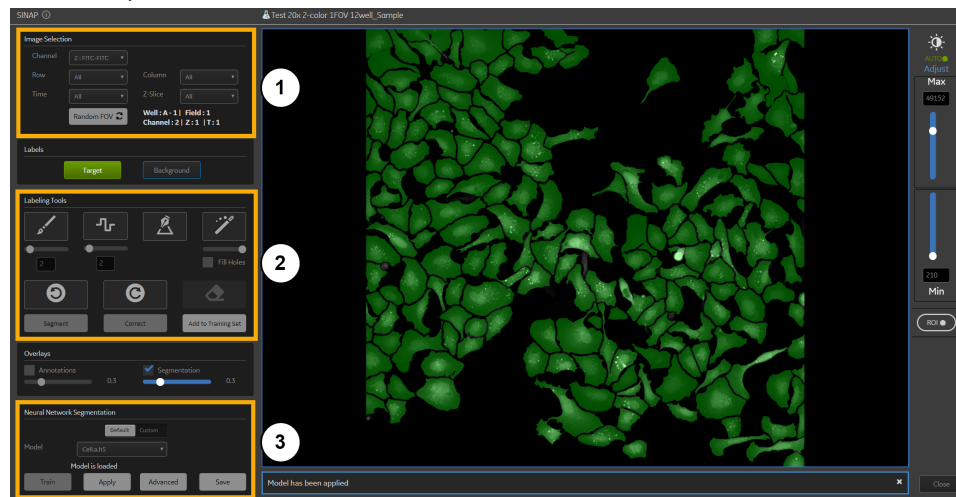 SINAP ⓘ
Test 20x 2-color 1FOV 12well_Sample
Image Selection
Channel 2 : FITC-FITC
Row All Column All
Time All Z-Slice All
Random FOV Well : A - 1 | Field : 1
Channel : 2 | Z : 1 | T : 1
Labels
Target Background
Labeling Tools
2 2 Fill Holes
Segment Correct Add to Training Set
Overlays
Annotations Segmentation
0.3 0.3
Neural Network Segmentation
Default Custom
Model Cell.a.h5
Model is loaded
Train Apply Advanced Save
1
2
3
Model has been applied ×
AUTO
Adjust
Max
49152
210
Min
ROI
Close